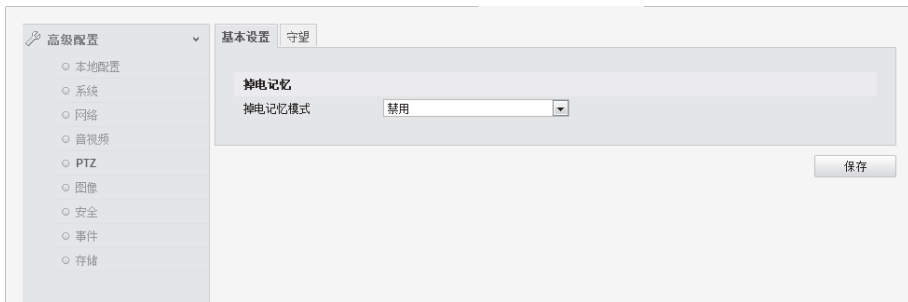 高级配置
本地配置
系统
网络
音视频
PTZ
图像
安全
事件
存储
基本设置 守望
掉电记忆
掉电记忆模式 禁用
保存